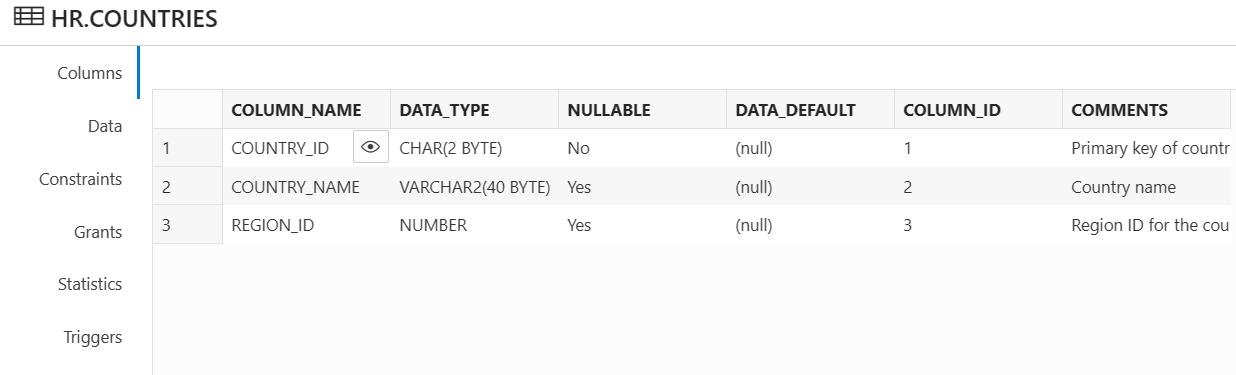 HR.COUNTRIES
Columns
Data
Constraints
Grants
Statistics
Triggers
COLUMN_NAME DATA_TYPE NULLABLE DATA_DEFAULT COLUMN_ID COMMENTS
1 COUNTRY_ID CHAR(2 BYTE) No (null) 1 Primary key of countr
2 COUNTRY_NAME VARCHAR2(40 BYTE) Yes (null) 2 Country name
3 REGION_ID NUMBER Yes (null) 3 Region ID for the cou